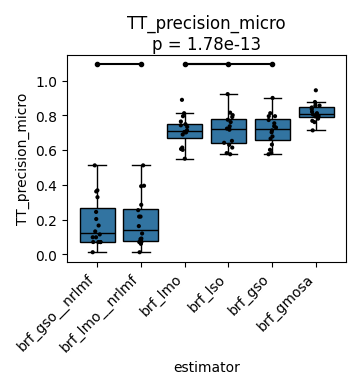 TT_precision_micro
p = 1.78e-13
TT_precision_micro
1.0
0.8
0.6
0.4
0.2
0.0
brf_gso__nrlmf
brf_lmo__nrlmf
brf_lmo
brf_lso
brf_gso
brf_gmosa
estimator